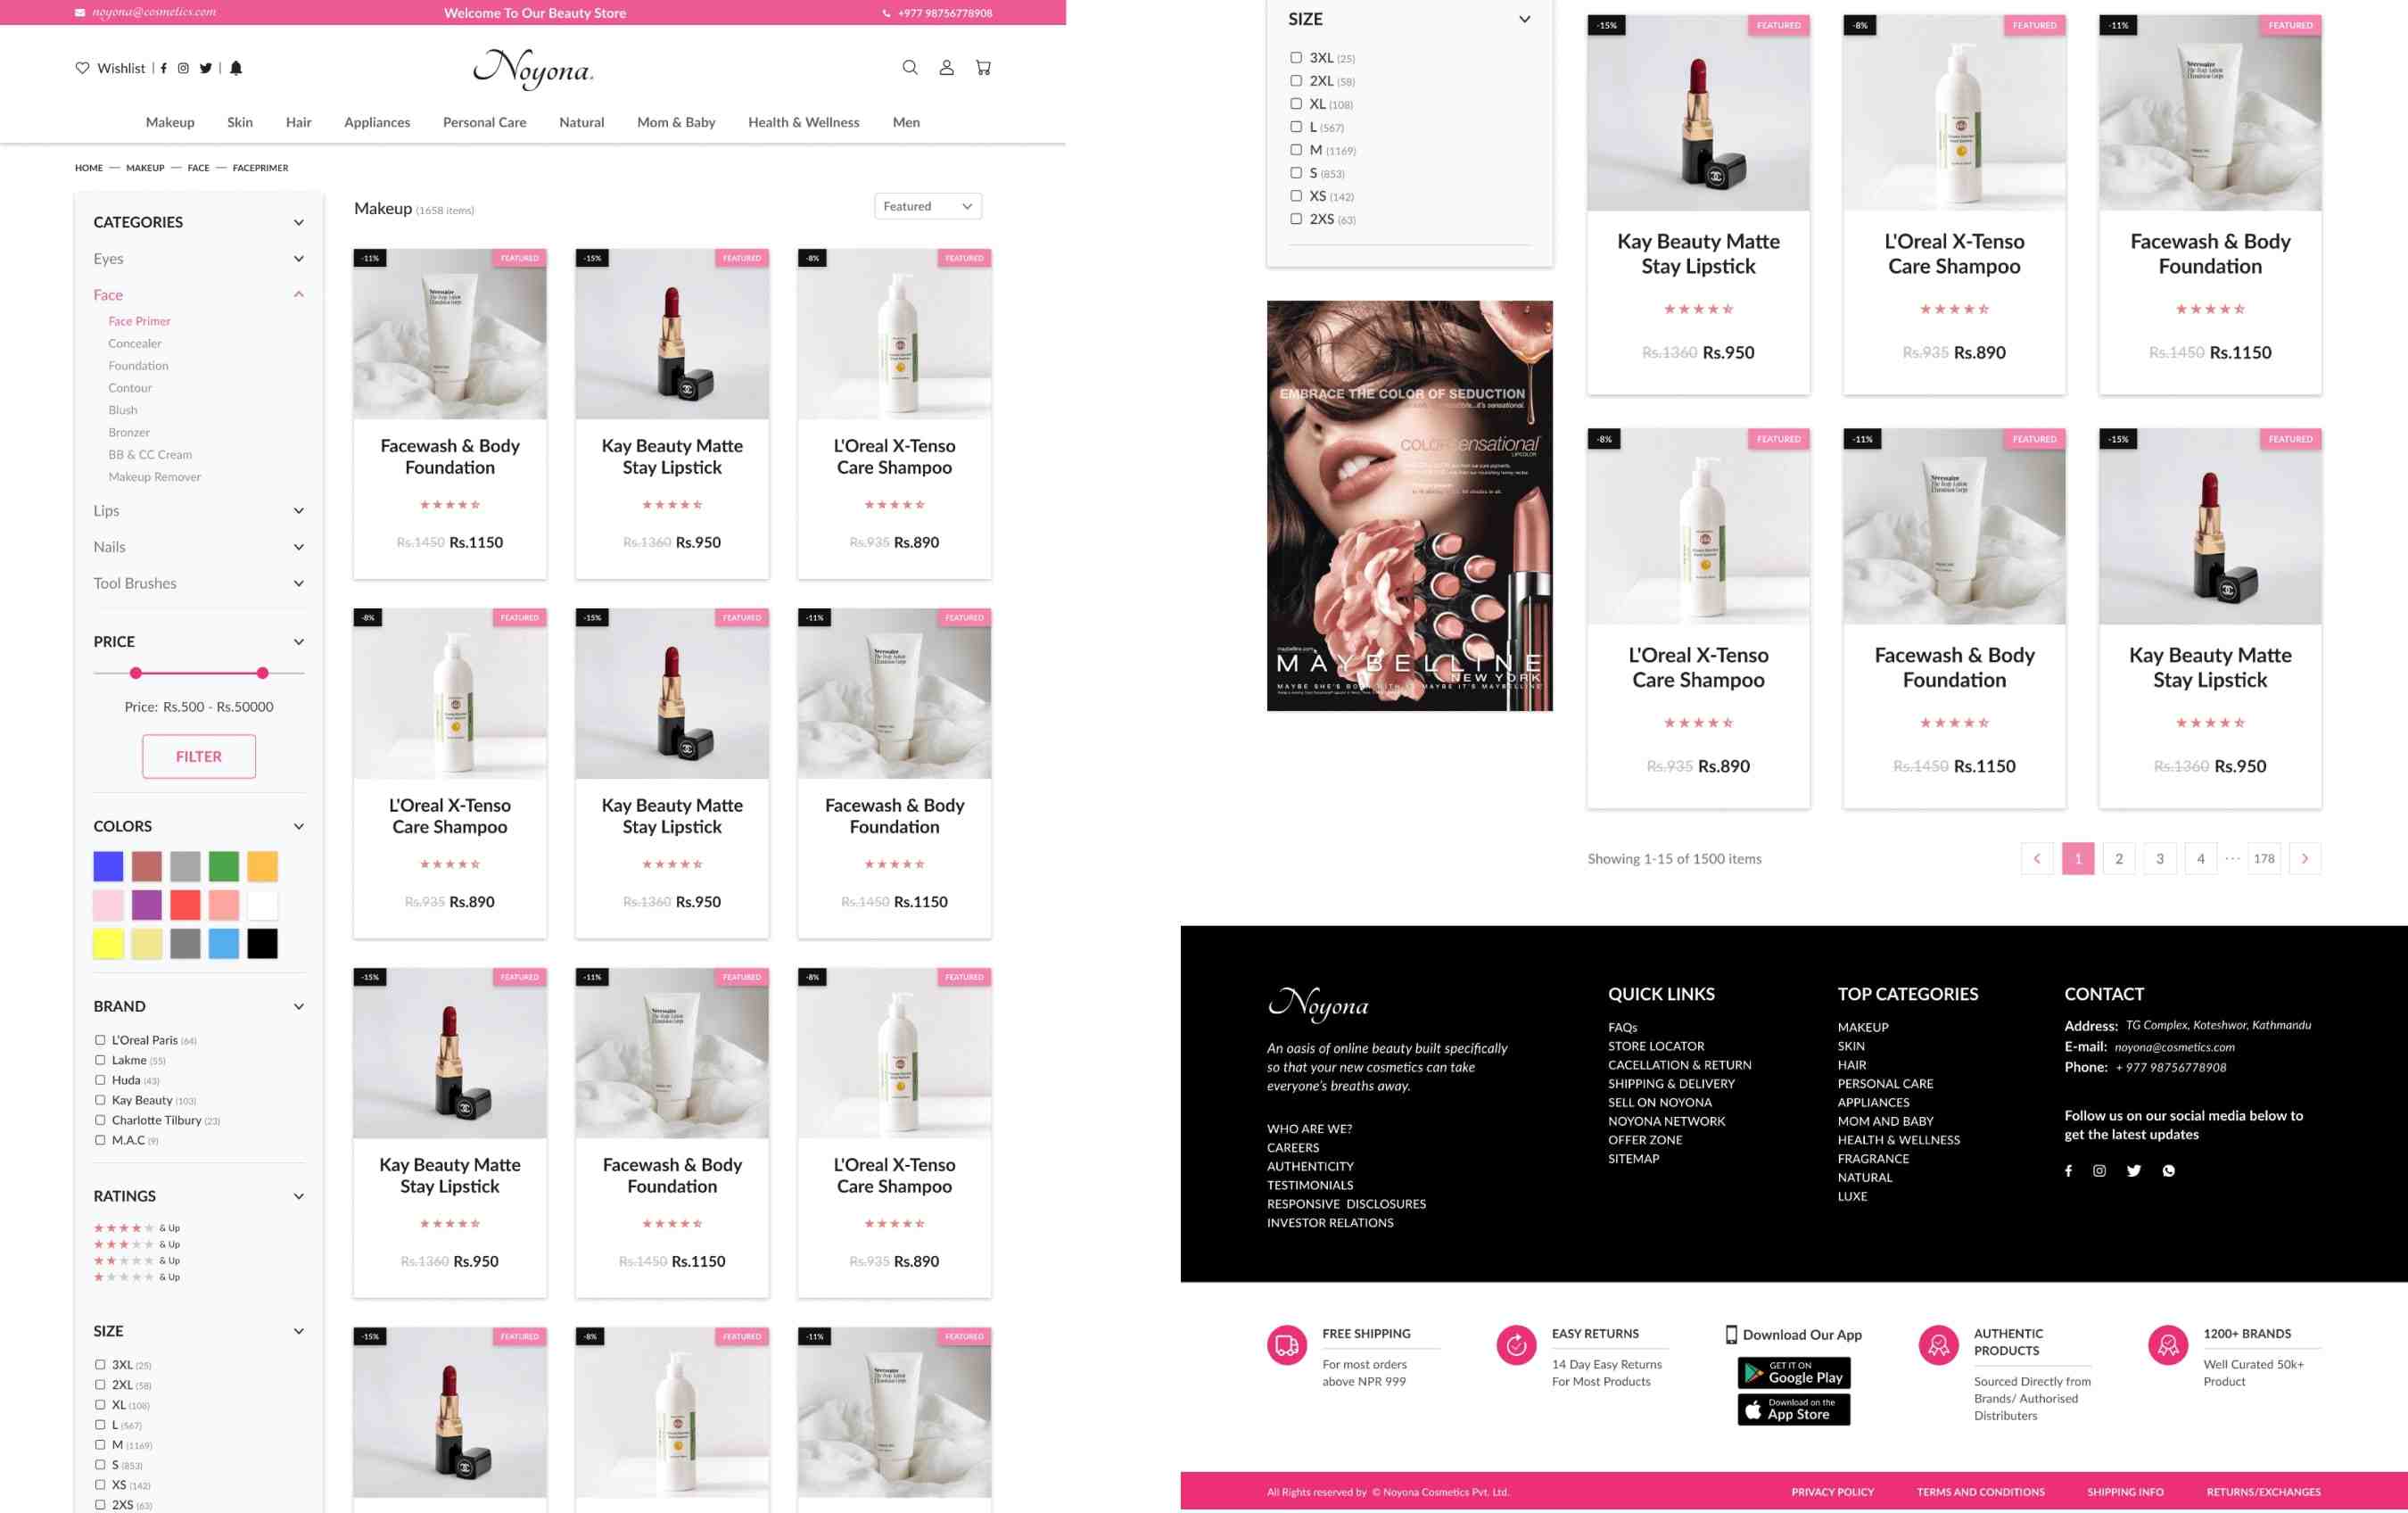 noyona@cosmetics.com
Welcome To Our Beauty Store
+977 98756778908
Wishlist
Noyona.
Makeup Skin Hair Appliances Personal Care Natural Mom & Baby Health & Wellness Men
HOME — MAKEUP — FACE — FACEPRIMER
CATEGORIES
Eyes
Face
Face Primer
Concealer
Foundation
Contour
Blush
Bronzer
BB & CC Cream
Makeup Remover
Lips
Nails
Tool Brushes
PRICE
Price: Rs.500 - Rs.50000
FILTER
COLORS
BRAND
L'Oreal Paris (64)
Lakme (55)
Huda (43)
Kay Beauty (103)
Charlotte Tilbury (23)
M.A.C (9)
RATINGS
& Up
& Up
& Up
& Up
SIZE
3XL (25)
2XL (58)
XL (108)
L (567)
M (1169)
S (853)
XS (142)
2XS (63)
Makeup (1658 items)
Featured
-11% FEATURED
Facewash & Body
Foundation
Rs.1450 Rs.1150
-15% FEATURED
Kay Beauty Matte
Stay Lipstick
Rs.1360 Rs.950
-8% FEATURED
L'Oreal X-Tenso
Care Shampoo
Rs.935 Rs.890
-8% FEATURED
L'Oreal X-Tenso
Care Shampoo
Rs.935 Rs.890
-15% FEATURED
Kay Beauty Matte
Stay Lipstick
Rs.1360 Rs.950
-11% FEATURED
Facewash & Body
Foundation
Rs.1450 Rs.1150
-15% FEATURED
Kay Beauty Matte
Stay Lipstick
Rs.1360 Rs.950
-11% FEATURED
Facewash & Body
Foundation
Rs.1450 Rs.1150
-8% FEATURED
L'Oreal X-Tenso
Care Shampoo
Rs.935 Rs.890
-15% FEATURED
-8% FEATURED
-11% FEATURED
SIZE
3XL (25)
2XL (58)
XL (108)
L (567)
M (1169)
S (853)
XS (142)
2XS (63)
EMBRACE THE COLOR OF SEDUCTION
COLORsensational
LIPCOLOR
MAYBELLINE
NEW YORK
MAYBE SHE'S BORN WITH IT. MAYBE IT'S MAYBELLINE
-15% FEATURED
Kay Beauty Matte
Stay Lipstick
Rs.1360 Rs.950
-8% FEATURED
L'Oreal X-Tenso
Care Shampoo
Rs.935 Rs.890
-11% FEATURED
Facewash & Body
Foundation
Rs.1450 Rs.1150
-8% FEATURED
L'Oreal X-Tenso
Care Shampoo
Rs.935 Rs.890
-11% FEATURED
Facewash & Body
Foundation
Rs.1450 Rs.1150
-15% FEATURED
Kay Beauty Matte
Stay Lipstick
Rs.1360 Rs.950
Showing 1-15 of 1500 items
1 2 3 4 ... 178
Noyona
An oasis of online beauty built specifically
so that your new cosmetics can take
everyone's breaths away.
WHO ARE WE?
CAREERS
AUTHENTICITY
TESTIMONIALS
RESPONSIVE DISCLOSURES
INVESTOR RELATIONS
QUICK LINKS
FAQs
STORE LOCATOR
CACELLATION & RETURN
SHIPPING & DELIVERY
SELL ON NOYONA
NOYONA NETWORK
OFFER ZONE
SITEMAP
TOP CATEGORIES
MAKEUP
SKIN
HAIR
PERSONAL CARE
APPLIANCES
MOM AND BABY
HEALTH & WELLNESS
FRAGRANCE
NATURAL
LUXE
CONTACT
Address: TG Complex, Koteshwor, Kathmandu
E-mail: noyona@cosmetics.com
Phone: + 977 98756778908
Follow us on our social media below to
get the latest updates
FREE SHIPPING
For most orders
above NPR 999
EASY RETURNS
14 Day Easy Returns
For Most Products
Download Our App
GET IT ON
Google Play
Download on the
App Store
AUTHENTIC
PRODUCTS
Sourced Directly from
Brands/ Authorised
Distributers
1200+ BRANDS
Well Curated 50k+
Product
All Rights reserved by © Noyona Cosmetics Pvt. Ltd.
PRIVACY POLICY TERMS AND CONDITIONS SHIPPING INFO RETURNS/EXCHANGES